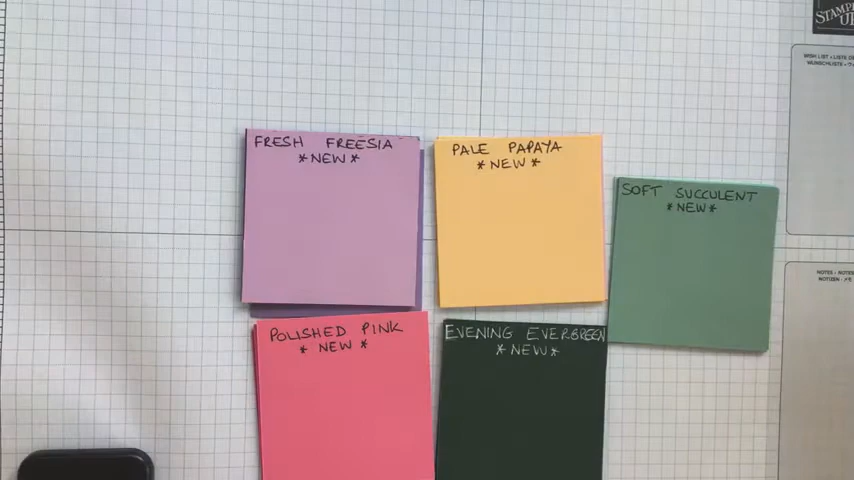 FRESH FREESIA
*NEW*
PALE PAPAYA
*NEW*
SOFT SUCCULENT
*NEW*
POLISHED PINK
*NEW*
EVENING EVERGREEN
*NEW*